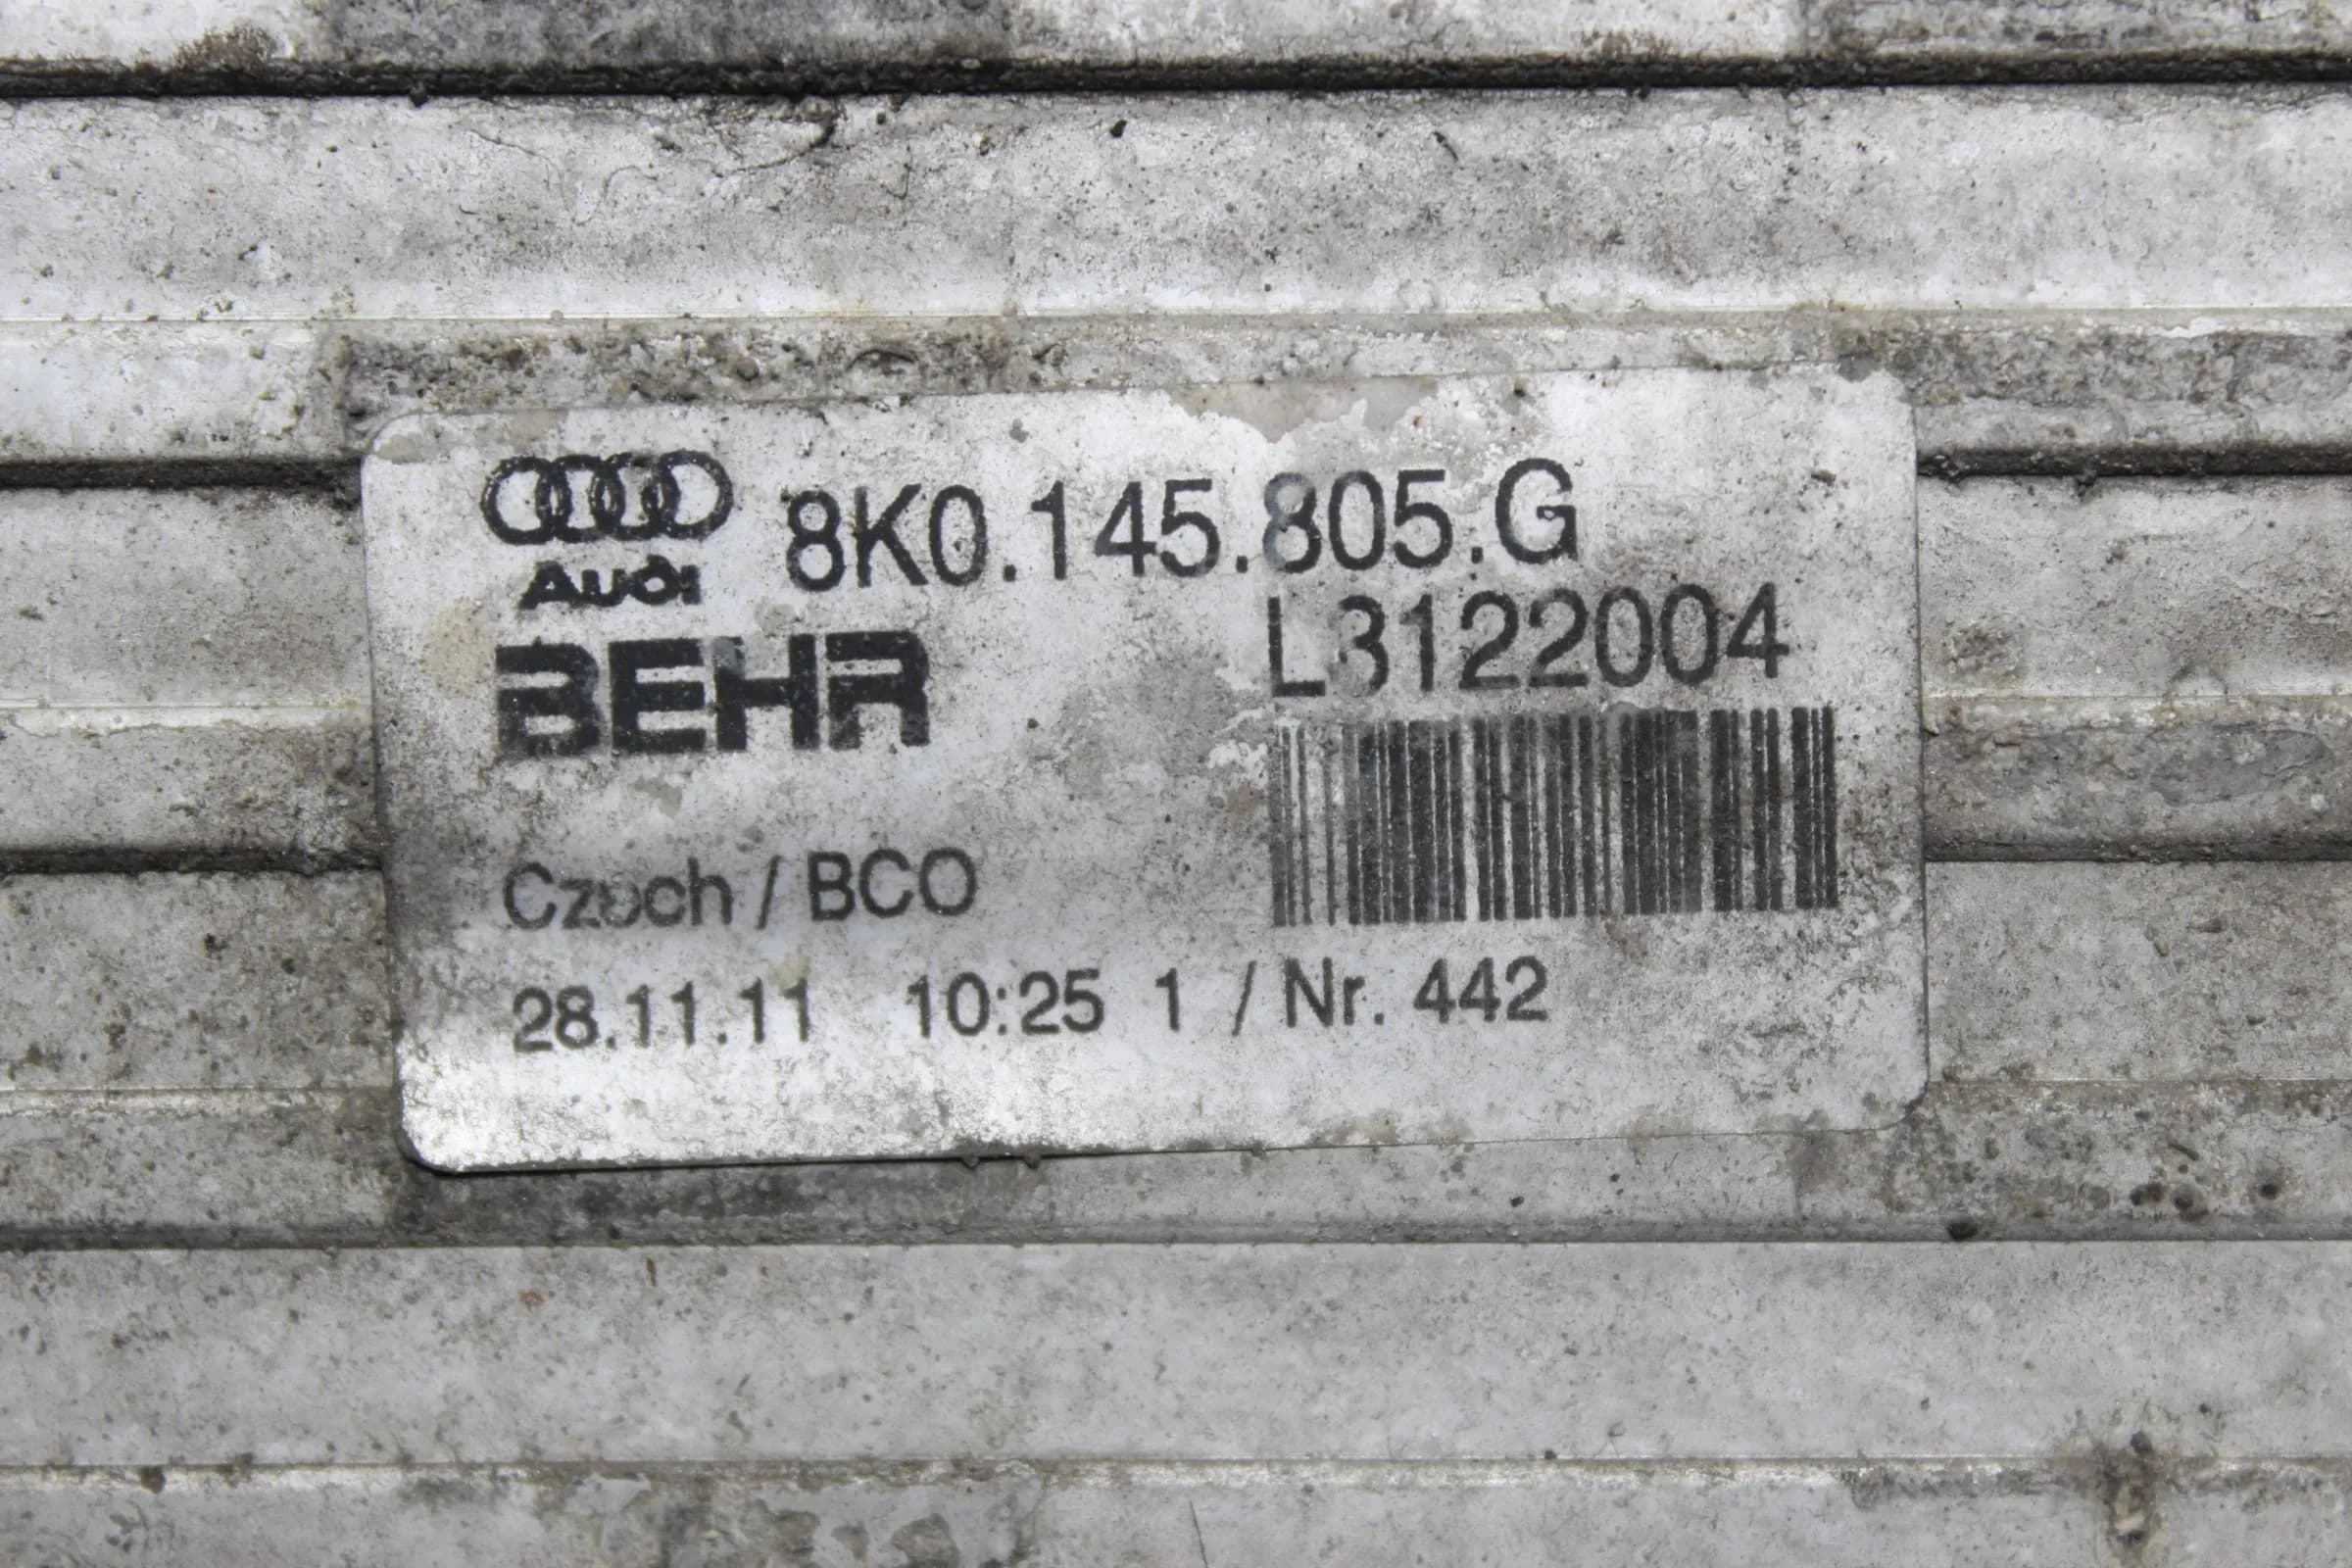 Audi 8K0.145.805.G
BEHR L3122004
Czech / BCO
28.11.11 10:25 1 / Nr. 442